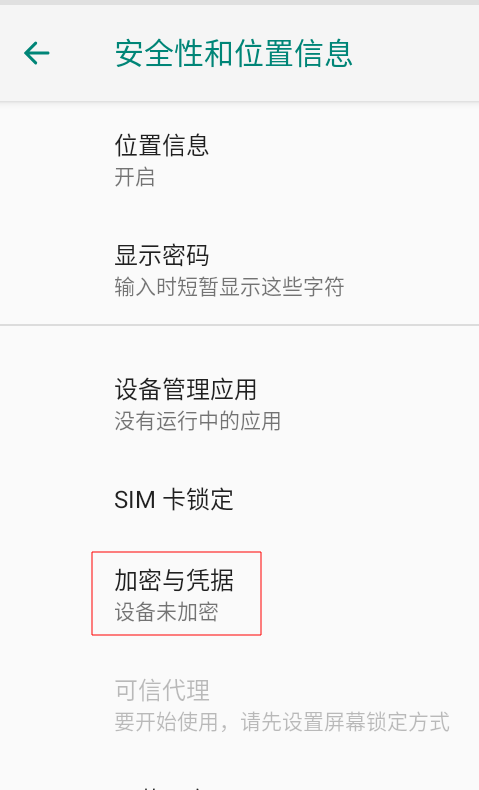 安全性和位置信息
位置信息
开启
显示密码
输入时短暂显示这些字符
设备管理应用
没有运行中的应用
SIM 卡锁定
加密与凭据
设备未加密
可信代理
要开始使用，请先设置屏幕锁定方式